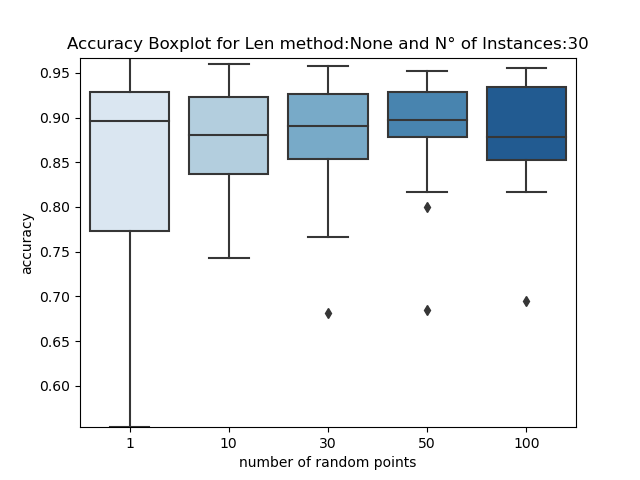 Accuracy Boxplot for Len method:None and N° of Instances:30
0.95
0.90
0.85
0.80
0.75
0.70
0.65
0.60
accuracy
1 10 30 50 100
number of random points